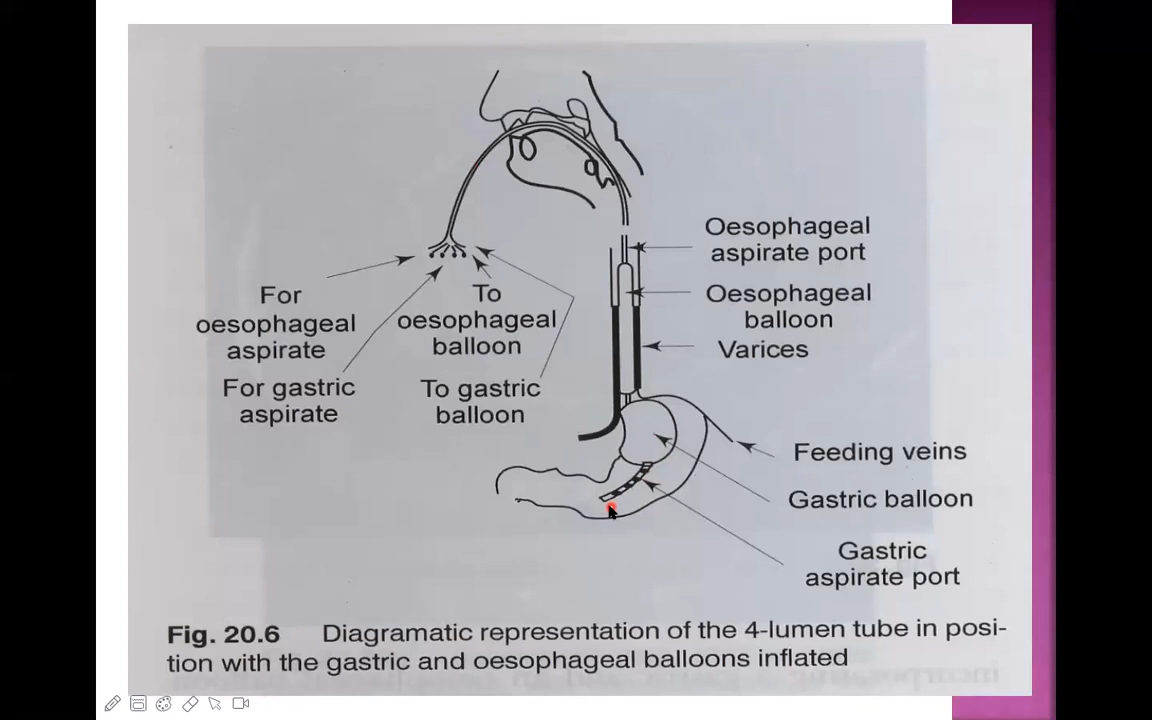 Oesophageal
aspirate port
For
oesophageal
aspirate
To
oesophageal
balloon
Oesophageal
balloon
Varices
For gastric
aspirate
To gastric
balloon
Feeding veins
Gastric balloon
Gastric
aspirate port
Fig. 20.6 Diagramatic representation of the 4-lumen tube in posi-
tion with the gastric and oesophageal balloons inflated